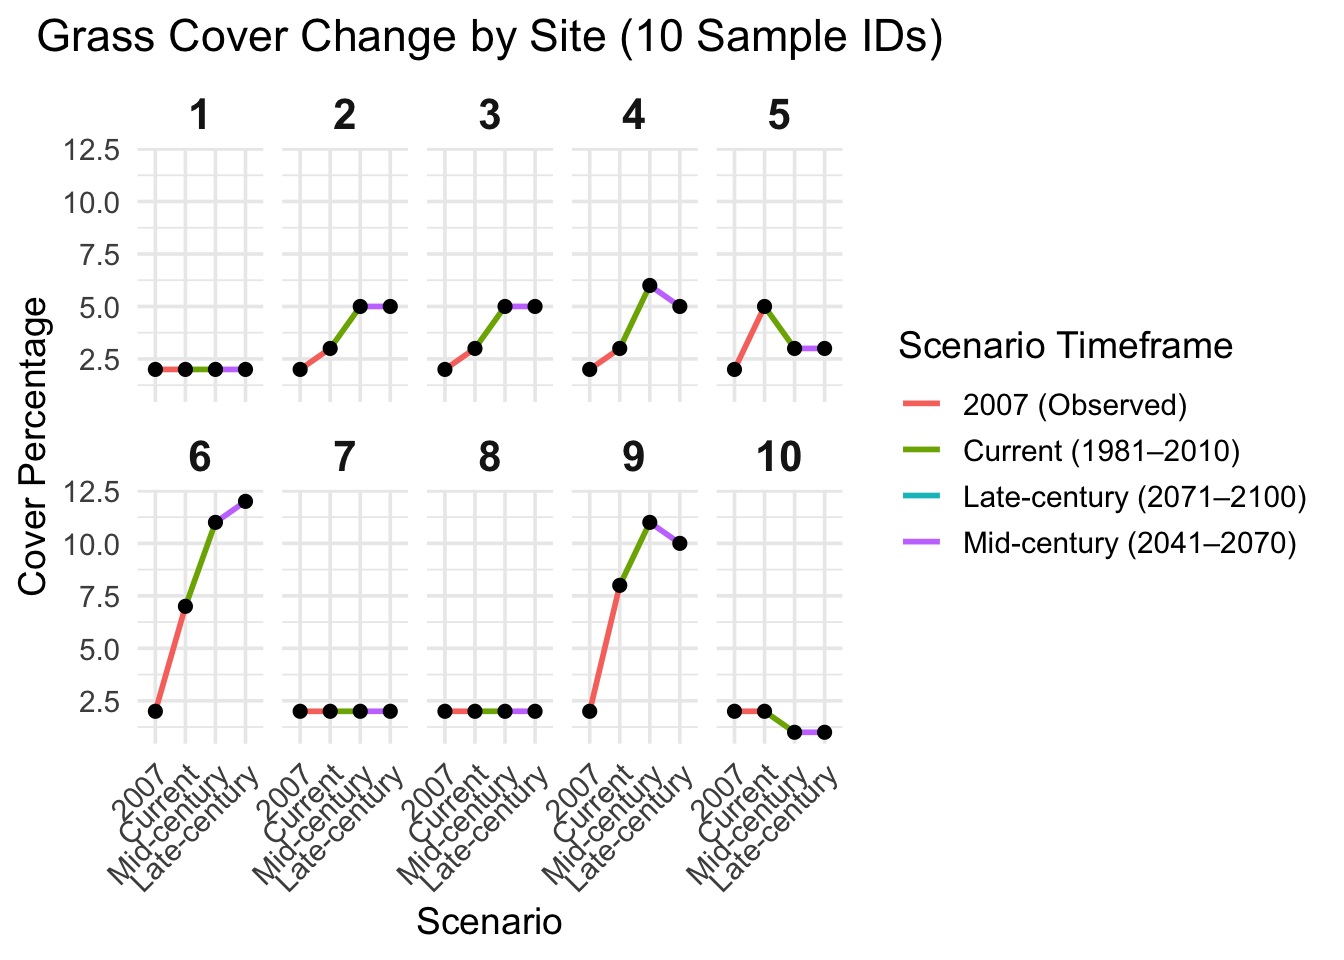 Grass Cover Change by Site (10 Sample IDs)
1 2 3 4 5
12.5
10.0
7.5
5.0
2.5
6 7 8 9 10
12.5
10.0
7.5
5.0
2.5
Cover Percentage
2007 Current Mid-century Late-century
2007 Current Mid-century Late-century
2007 Current Mid-century Late-century
2007 Current Mid-century Late-century
2007 Current Mid-century Late-century
Scenario
Scenario Timeframe
2007 (Observed)
Current (1981–2010)
Late-century (2071–2100)
Mid-century (2041–2070)